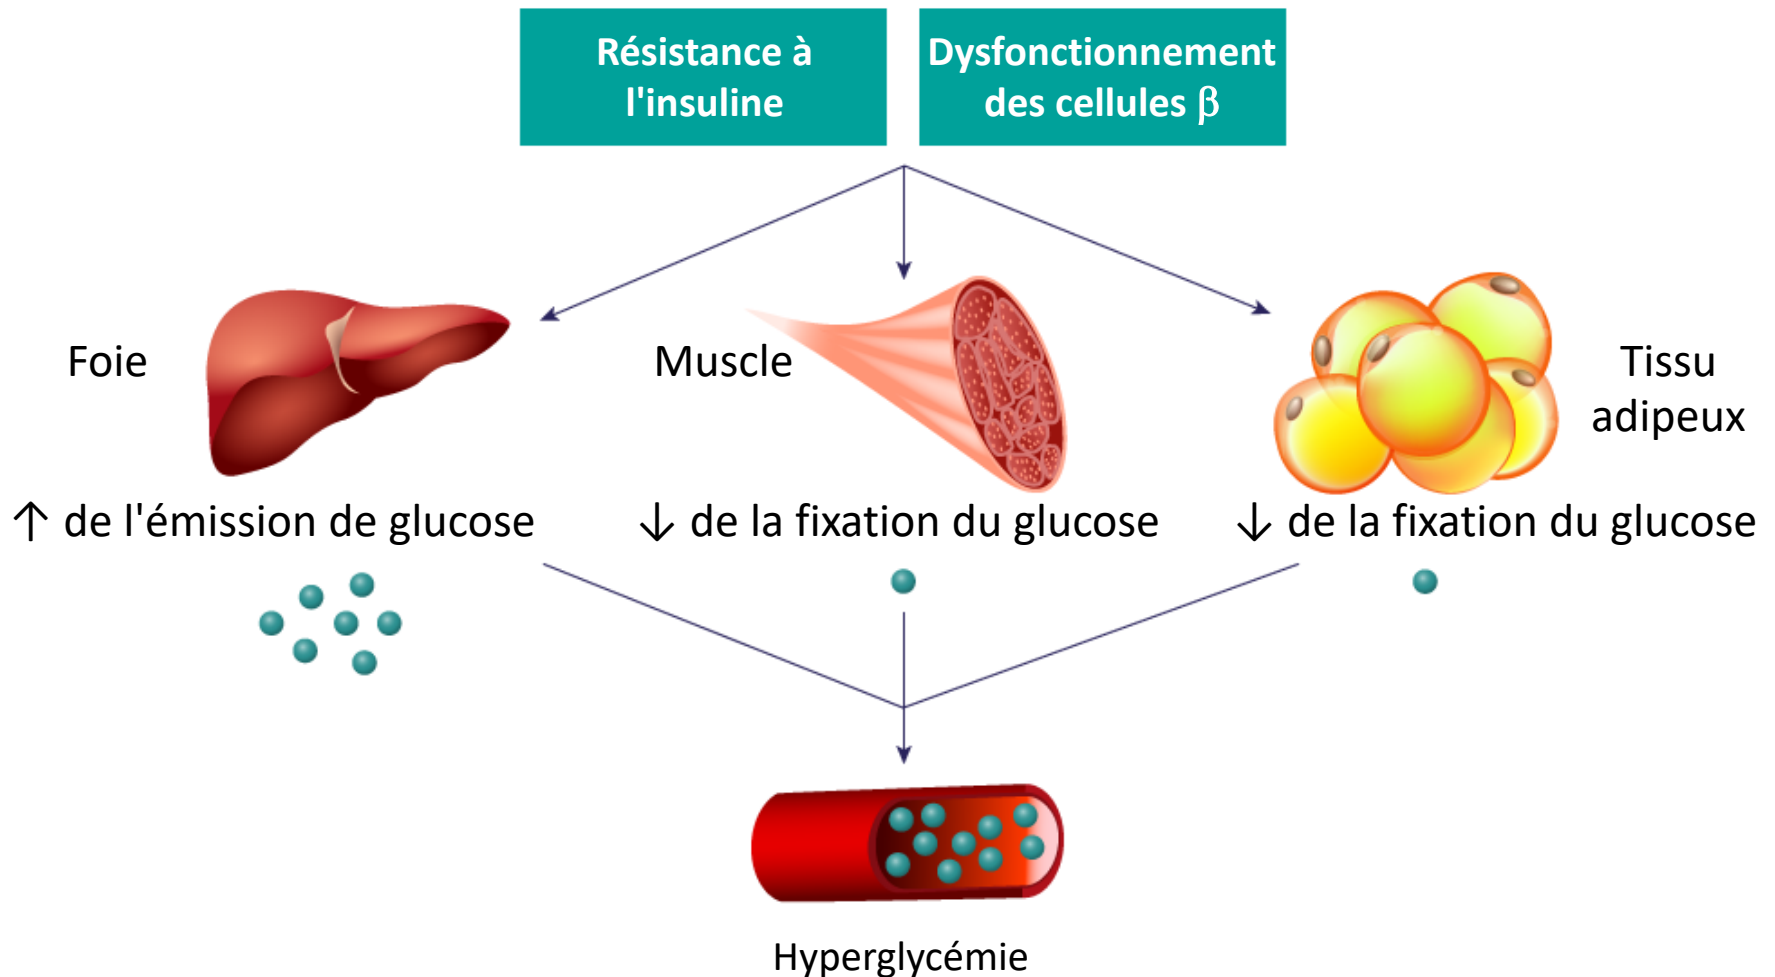 Résistance à
l'insuline
Dysfonctionnement
des cellules β
Foie
Muscle
Tissu
adipeux
↑ de l'émission de glucose
↓ de la fixation du glucose
↓ de la fixation du glucose
Hyperglycémie